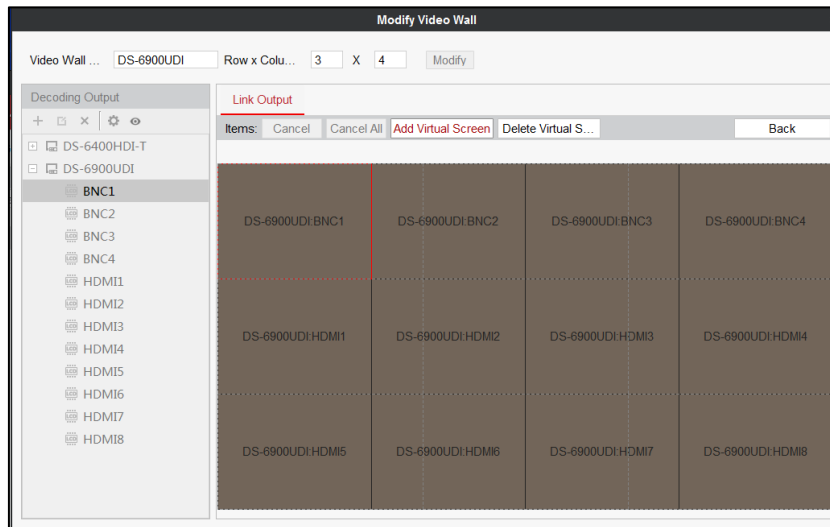 Modify Video Wall
Video Wall ... DS-6900UDI Row x Colu... 3 X 4 Modify
Decoding Output
Link Output
Items: Cancel Cancel All Add Virtual Screen Delete Virtual S... Back
DS-6400HDI-T
DS-6900UDI
BNC1
BNC2
BNC3
BNC4
HDMI1
HDMI2
HDMI3
HDMI4
HDMI5
HDMI6
HDMI7
HDMI8
DS-6900UDI:BNC1 DS-6900UDI:BNC2 DS-6900UDI:BNC3 DS-6900UDI:BNC4
DS-6900UDI:HDMI1 DS-6900UDI:HDMI2 DS-6900UDI:HDMI3 DS-6900UDI:HDMI4
DS-6900UDI:HDMI5 DS-6900UDI:HDMI6 DS-6900UDI:HDMI7 DS-6900UDI:HDMI8